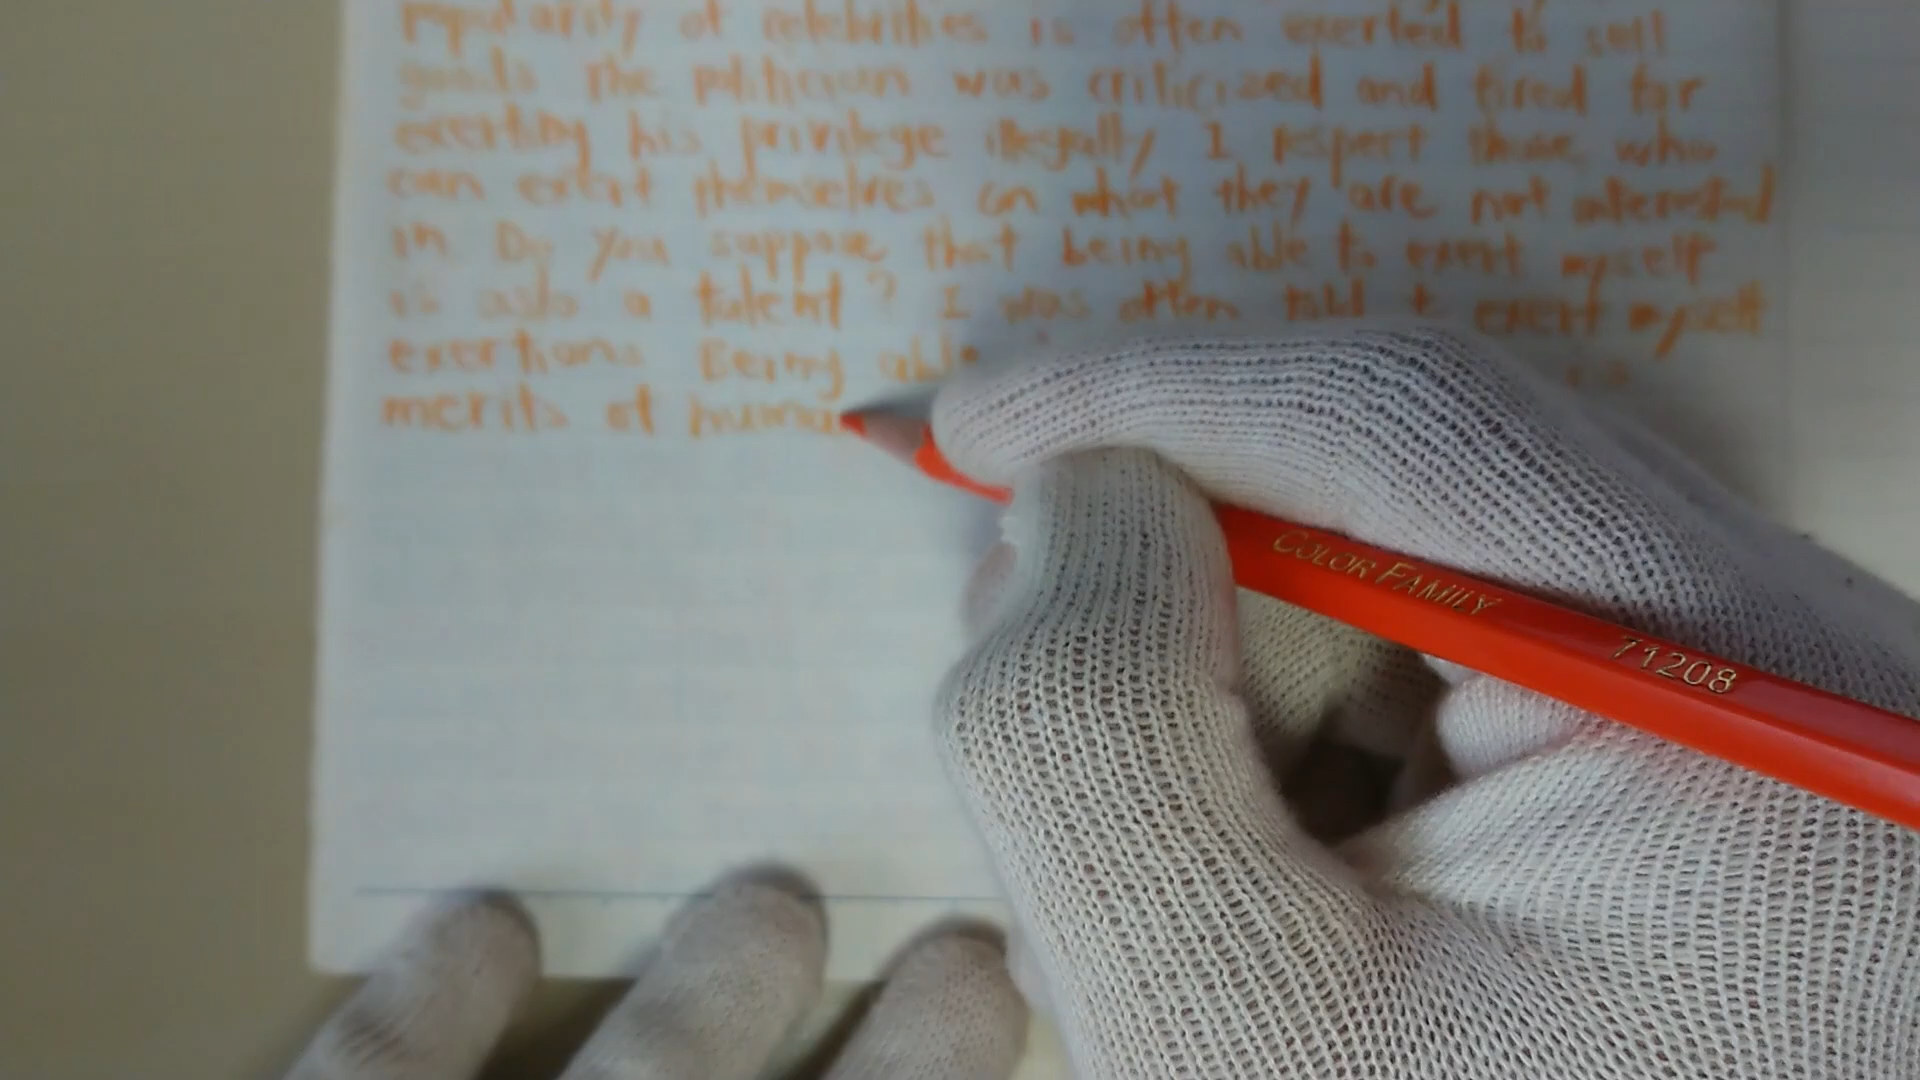 popularity of celebrities is often exerted to sell
goods The politician was criticized and fired for
exerting his privilege illegally I respect those who
can exert themselves on what they are not interested
in Do you suppose that being able to exert myself
is also a talent? I was often told to exert myself
exertions Being able is
merits of huma
COLOR FAMILY
71208